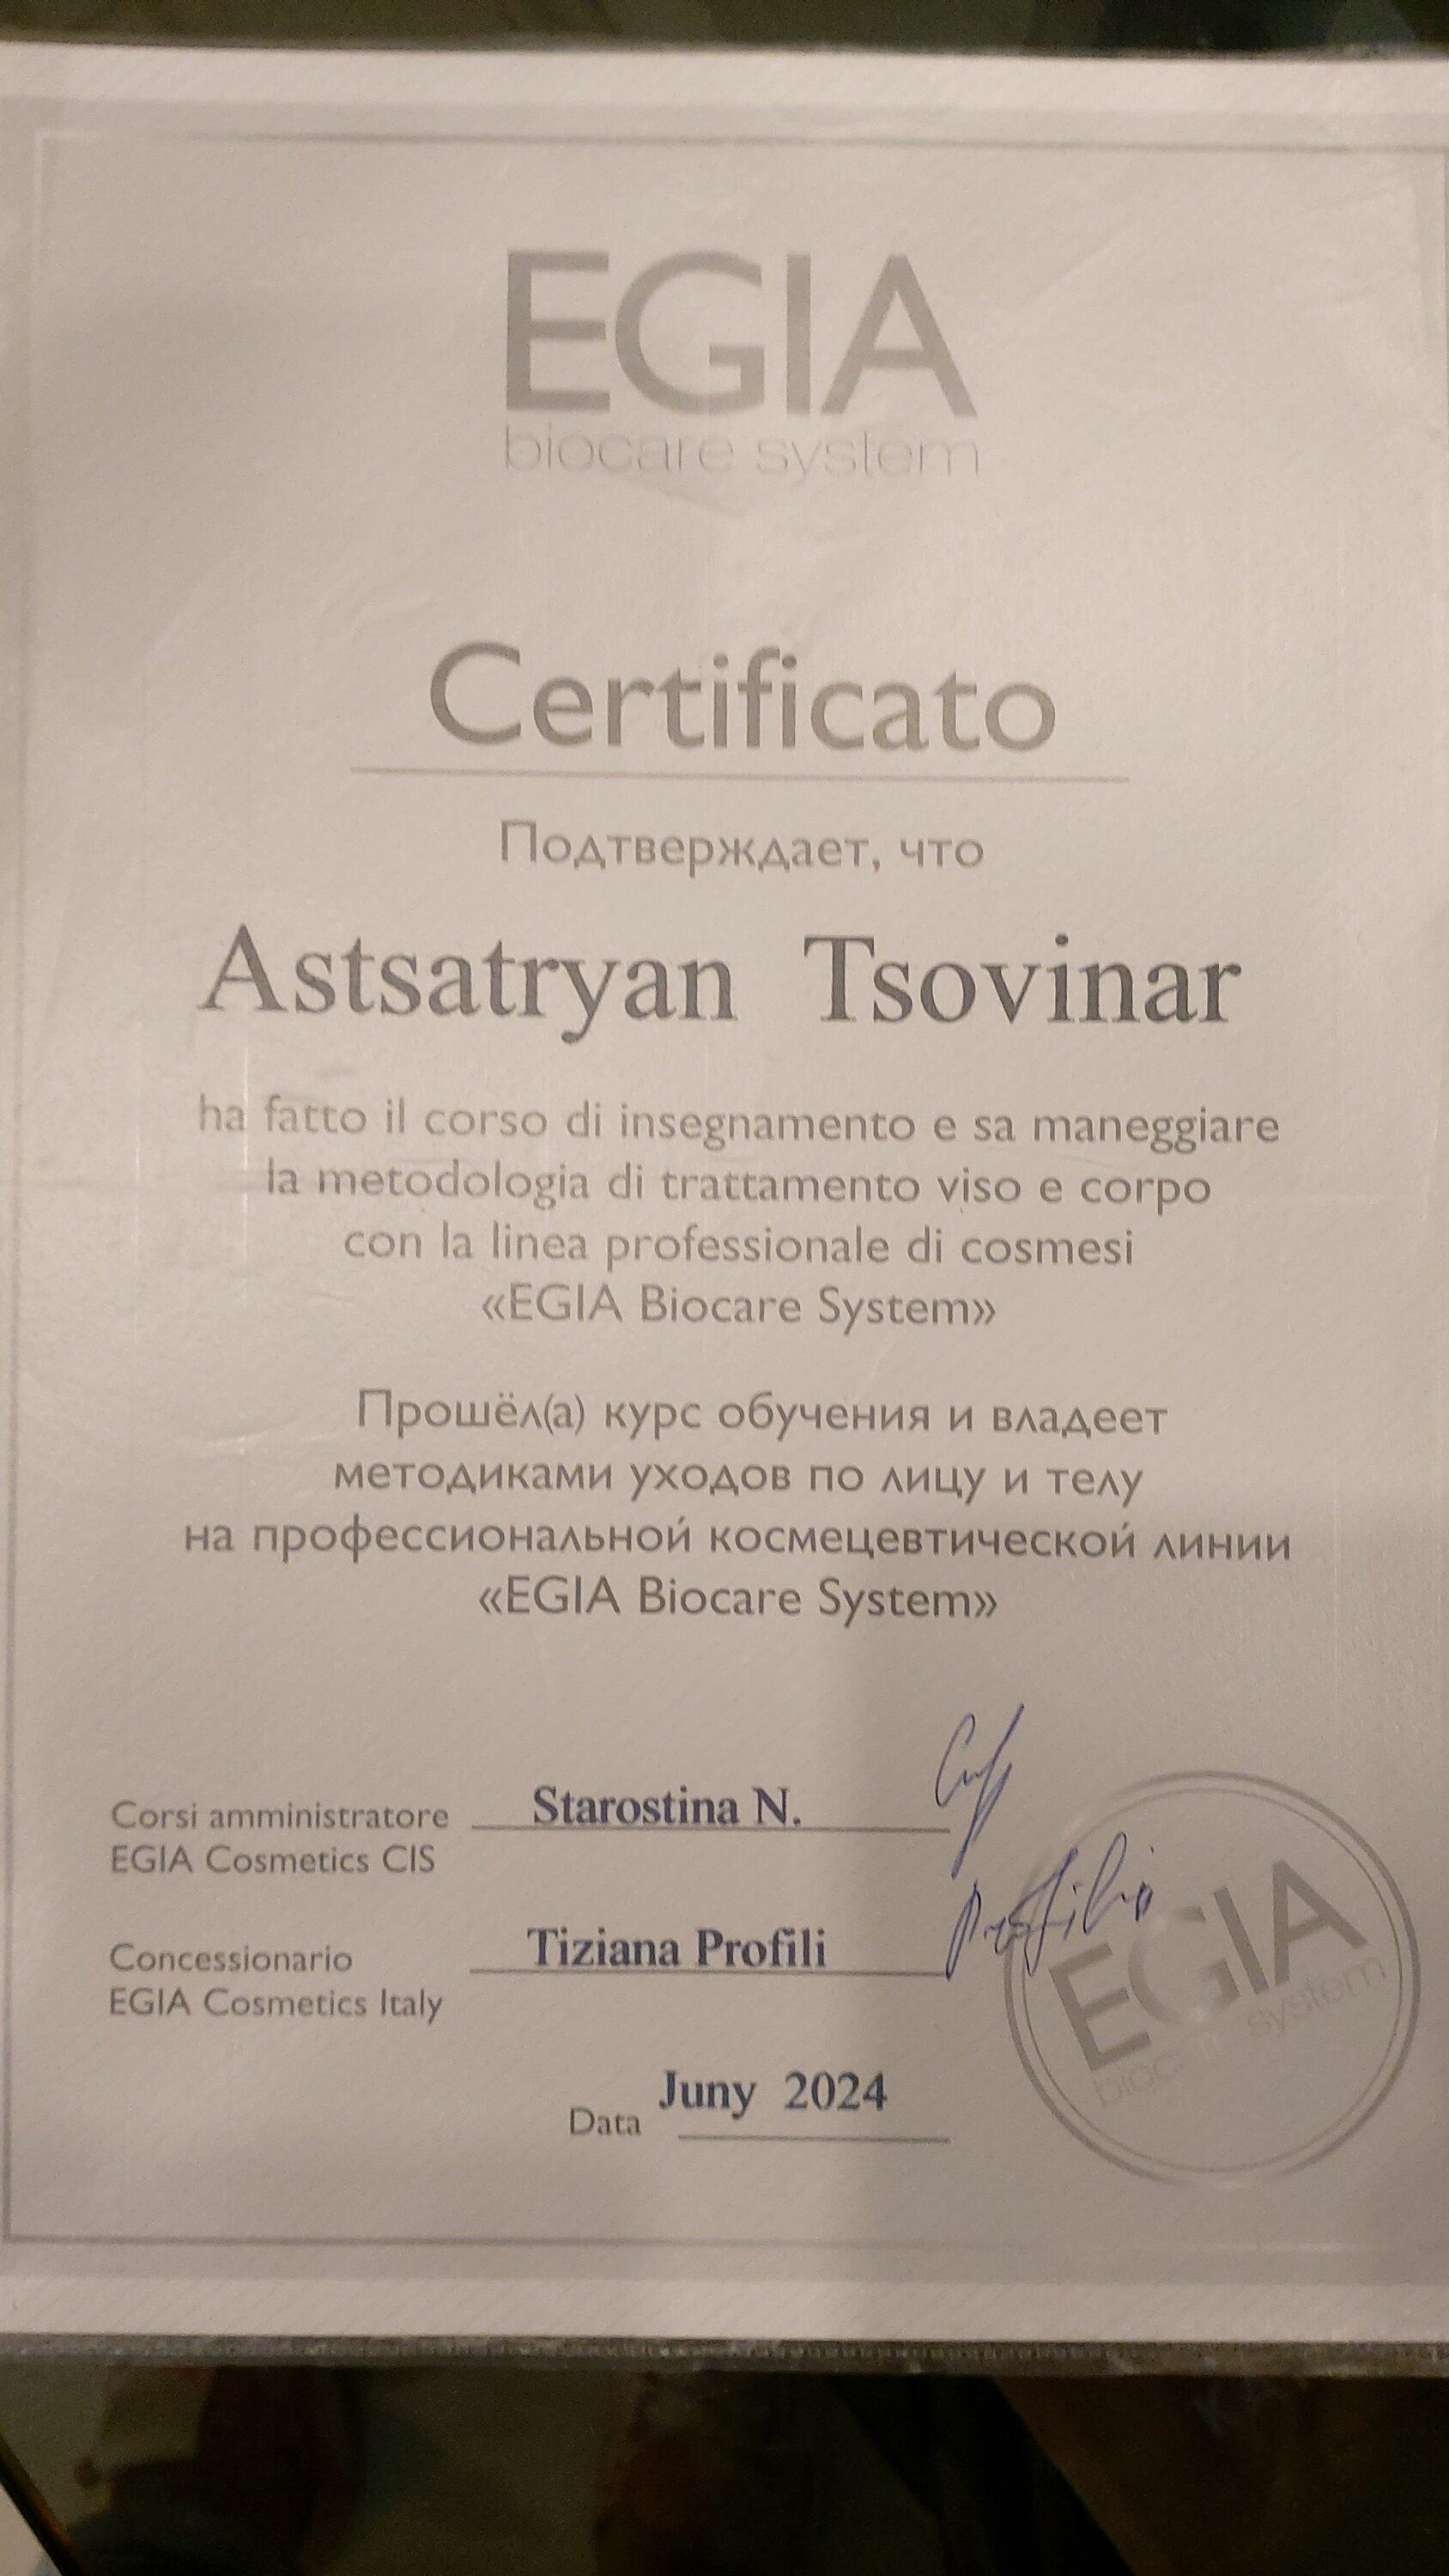 EGIA
biocare system
Certificato
Подтверждает, что
Astsatryan Tsovinar
ha fatto il corso di insegnamento e sa maneggiare
la metodologia di trattamento viso e corpo
con la linea professionale di cosmesi
«EGIA Biocare System»
Прошёл(а) курс обучения и владеет
методиками уходов по лицу и телу
на профессиональной космецевтической линии
«EGIA Biocare System»
Corsi amministratore Starostina N.
EGIA Cosmetics CIS
Concessionario Tiziana Profili
EGIA Cosmetics Italy
Profili
EGIA
system
Data Juny 2024